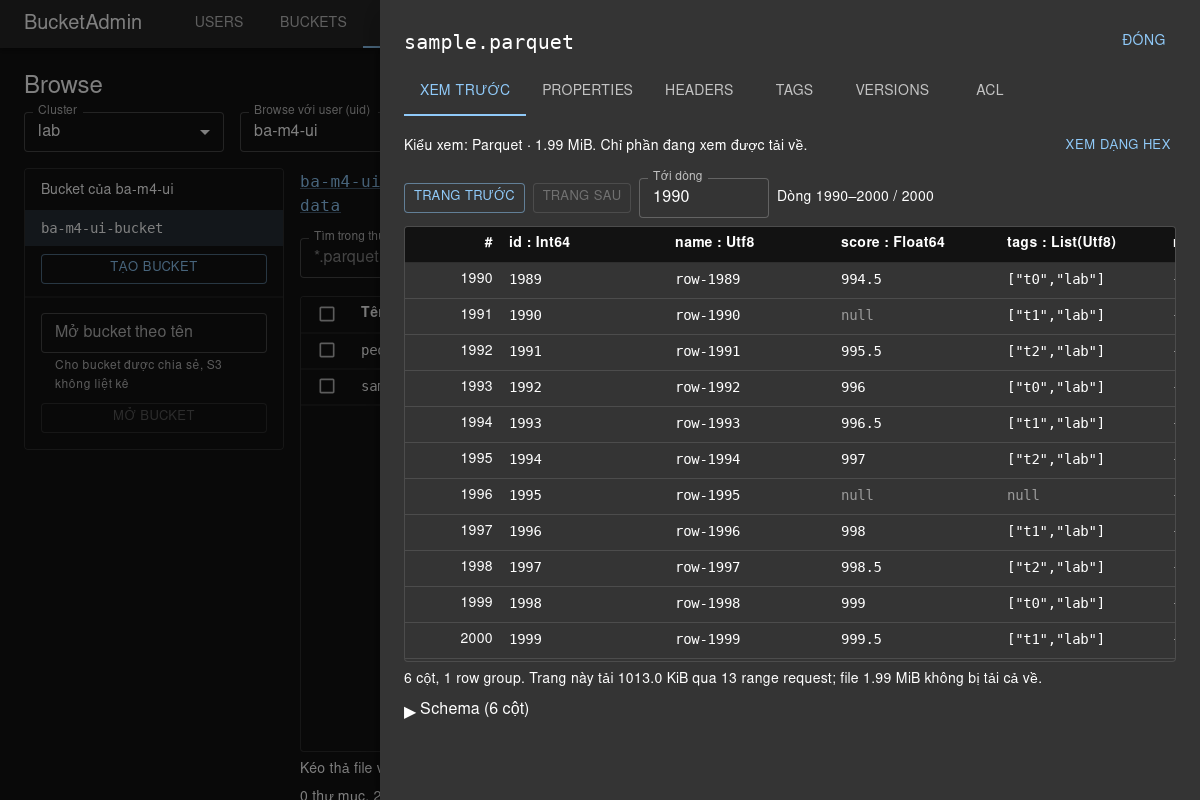 BucketAdmin USERS BUCKETS
Browse
Cluster
lab
Browse với user (uid)
ba-m4-ui
Bucket của ba-m4-ui
ba-m4-ui-bucket
TẠO BUCKET
Mở bucket theo tên
Cho bucket được chia sẻ, S3
không liệt kê
MỞ BUCKET
ba-m4-ui
data
Tìm trong
*.parquet
Kéo thả file
0 thư mục,
sample.parquet ĐÓNG
XEM TRƯỚC PROPERTIES HEADERS TAGS VERSIONS ACL
Kiểu xem: Parquet · 1.99 MiB. Chỉ phần đang xem được tải về. XEM DẠNG HEX
TRANG TRƯỚC TRANG SAU Tới dòng 1990 Dòng 1990–2000 / 2000
# id : Int64 name : Utf8 score : Float64 tags : List(Utf8)
1990 1989 row-1989 994.5 ["t0","lab"]
1991 1990 row-1990 null ["t1","lab"]
1992 1991 row-1991 995.5 ["t2","lab"]
1993 1992 row-1992 996 ["t0","lab"]
1994 1993 row-1993 996.5 ["t1","lab"]
1995 1994 row-1994 997 ["t2","lab"]
1996 1995 row-1995 null null
1997 1996 row-1996 998 ["t1","lab"]
1998 1997 row-1997 998.5 ["t2","lab"]
1999 1998 row-1998 999 ["t0","lab"]
2000 1999 row-1999 999.5 ["t1","lab"]
6 cột, 1 row group. Trang này tải 1013.0 KiB qua 13 range request; file 1.99 MiB không bị tải cả về.
▶ Schema (6 cột)